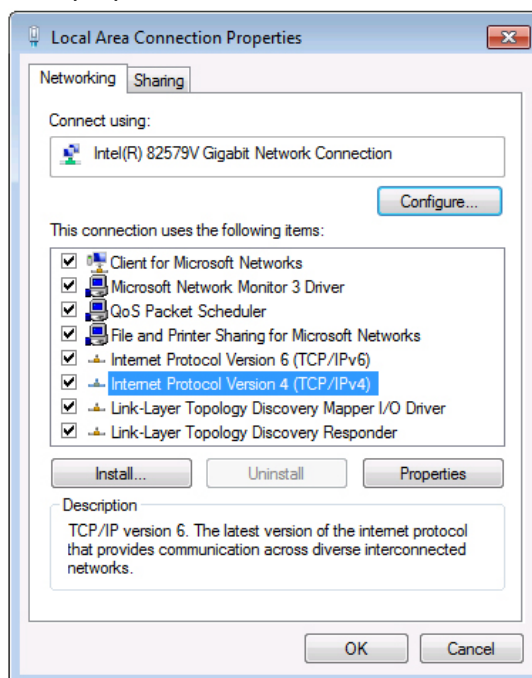 Local Area Connection Properties
Networking
Sharing
Connect using:
Intel(R) 82579V Gigabit Network Connection
Configure...
This connection uses the following items:
Client for Microsoft Networks
Microsoft Network Monitor 3 Driver
QoS Packet Scheduler
File and Printer Sharing for Microsoft Networks
Internet Protocol Version 6 (TCP/IPv6)
Internet Protocol Version 4 (TCP/IPv4)
Link-Layer Topology Discovery Mapper I/O Driver
Link-Layer Topology Discovery Responder
Install...
Uninstall
Properties
Description
TCP/IP version 6. The latest version of the internet protocol
that provides communication across diverse interconnected
networks.
OK
Cancel